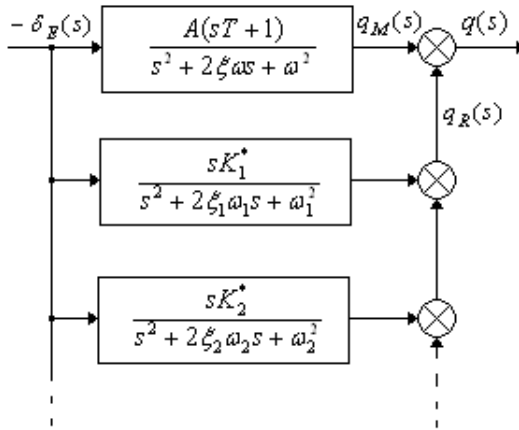 − δ_E(s)
A(sT + 1)
s² + 2ξωs + ω²
q_M(s)
q(s)
q_R(s)
sK₁*
s² + 2ξ₁ω₁s + ω₁²
sK₂*
s² + 2ξ₂ω₂s + ω₂²